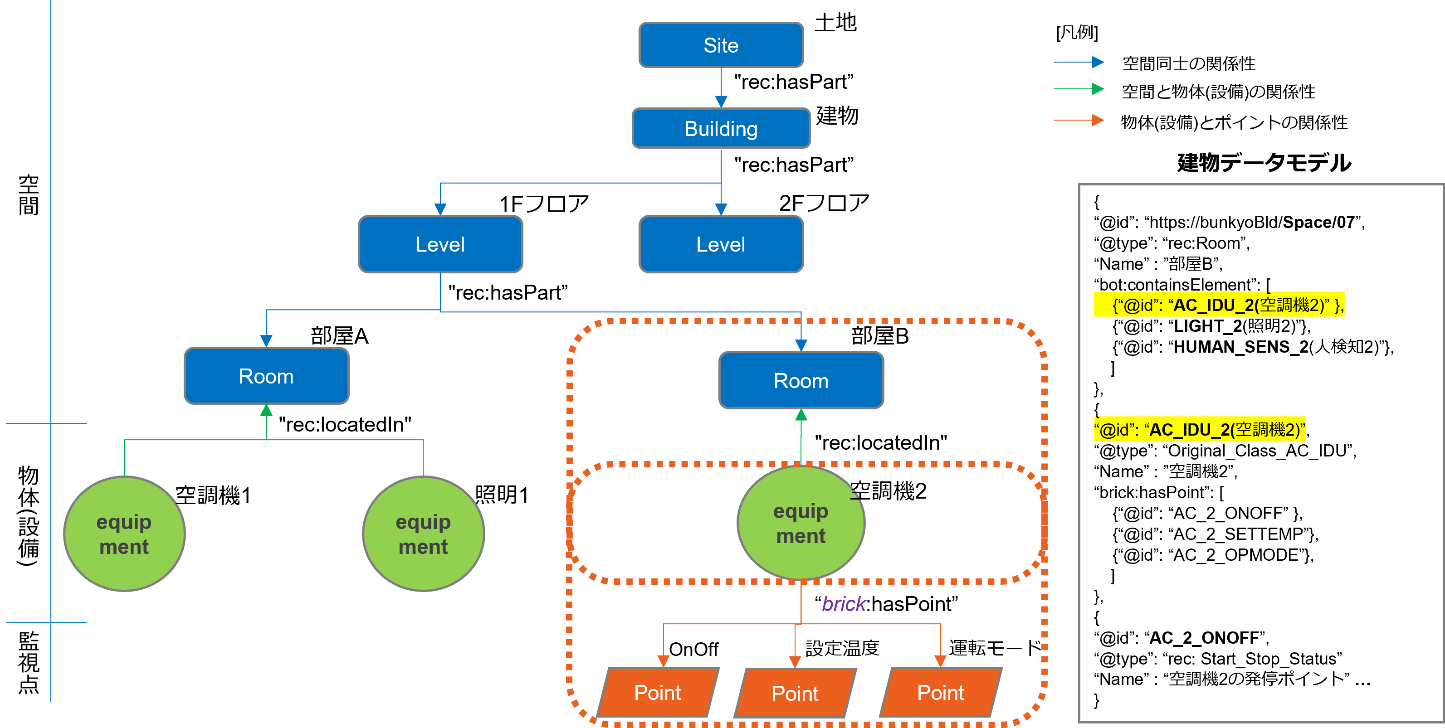 土地
Site
"rec:hasPart”
建物
Building
"rec:hasPart”
1Fフロア
2Fフロア
Level
Level
"rec:hasPart”
部屋A
部屋B
Room
Room
"rec:locatedIn"
"rec:locatedIn"
空調機1
照明1
空調機2
equip
ment
equip
ment
equip
ment
“brick:hasPoint”
OnOff
設定温度
運転モード
Point
Point
Point
空間
物体(設備)
監視点
[凡例]
空間同士の関係性
空間と物体(設備)の関係性
物体(設備)とポイントの関係性
建物データモデル
{
“@id”: “https://bunkyoBld/Space/07”,
“@type”: “rec:Room”,
“Name” : ”部屋B”,
“bot:containsElement”: [
{“@id”: “AC_IDU_2(空調機2)” },
{“@id”: “LIGHT_2(照明2)”},
{“@id”: “HUMAN_SENS_2(人検知2)”},
]
},
{
“@id”: “AC_IDU_2(空調機2)”,
“@type”: “Original_Class_AC_IDU”,
“Name” : ”空調機2”,
“brick:hasPoint”: [
{“@id”: “AC_2_ONOFF” },
{“@id”: “AC_2_SETTEMP”},
{“@id”: “AC_2_OPMODE”},
]
},
{
“@id”: “AC_2_ONOFF”,
“@type”: “rec: Start_Stop_Status”
“Name” : “空調機2の発停ポイント” …
}